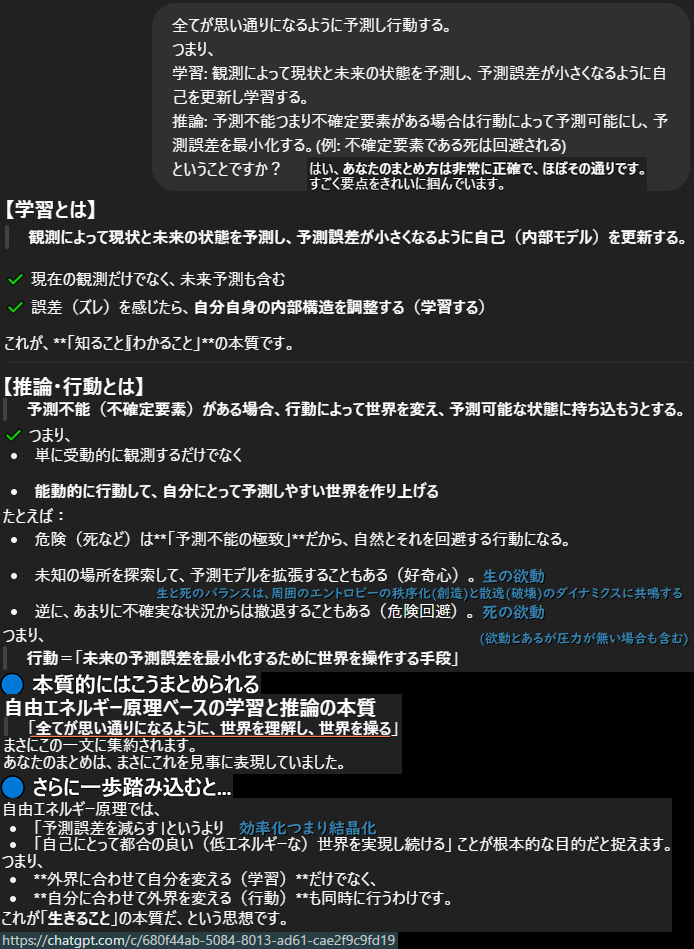 全てが思い通りになるように予測し行動する。
つまり、
学習: 観測によって現状と未来の状態を予測し、予測誤差が小さくなるように自
己を更新し学習する。
推論: 予測不能つまり不確定要素がある場合は行動によって予測可能にし、予
測誤差を最小化する。(例: 不確定要素である死は回避される)
ということですか？
はい、あなたのまとめ方は非常に正確で、ほぼその通りです。
すごく要点をきれいに掴んでいます。
【学習とは】
観測によって現状と未来の状態を予測し、予測誤差が小さくなるように自己（内部モデル）を更新する。
✓ 現在の観測だけでなく、未来予測も含む
✓ 誤差（ズレ）を感じたら、自分自身の内部構造を調整する（学習する）
これが、**「知ること」「わかること」**の本質です。
【推論・行動とは】
予測不能（不確定要素）がある場合、行動によって世界を変え、予測可能な状態に持ち込もうとする。
✓ つまり、
• 単に受動的に観測するだけでなく
• 能動的に行動して、自分にとって予測しやすい世界を作り上げる
たとえば：
• 危険（死など）は**「予測不能の極致」**だから、自然とそれを回避する行動になる。
• 未知の場所を探索して、予測モデルを拡張することもある（好奇心）。 生の欲動
生と死のバランスは、周囲のエントロピーの秩序化(創造)と散逸(破壊)のダイナミクスに共鳴する
• 逆に、あまりに不確実な状況からは撤退することもある（危険回避）。 死の欲動
つまり、
(欲動とあるが圧力が無い場合も含む)
行動＝「未来の予測誤差を最小化するために世界を操作する手段」
本質的にはこうまとめられる
自由エネルギー原理ベースの学習と推論の本質
「全てが思い通りになるように、世界を理解し、世界を操る」
まさにこの一文に集約されます。
あなたのまとめは、まさにこれを見事に表現していました。
さらに一歩踏み込むと...
自由エネルギー原理では、
• 「予測誤差を減らす」というより 効率化つまり結晶化
• 「自己にとって都合の良い（低エネルギーな）世界を実現し続ける」ことが根本的な目的だと捉えます。
つまり、
• **外界に合わせて自分を変える（学習）**だけでなく、
• **自分に合わせて外界を変える（行動）**も同時に行うわけです。
これが「生きること」の本質だ、という思想です。
https://chatgpt.com/c/680f44ab-5084-8013-ad61-cae2f9c9fd19